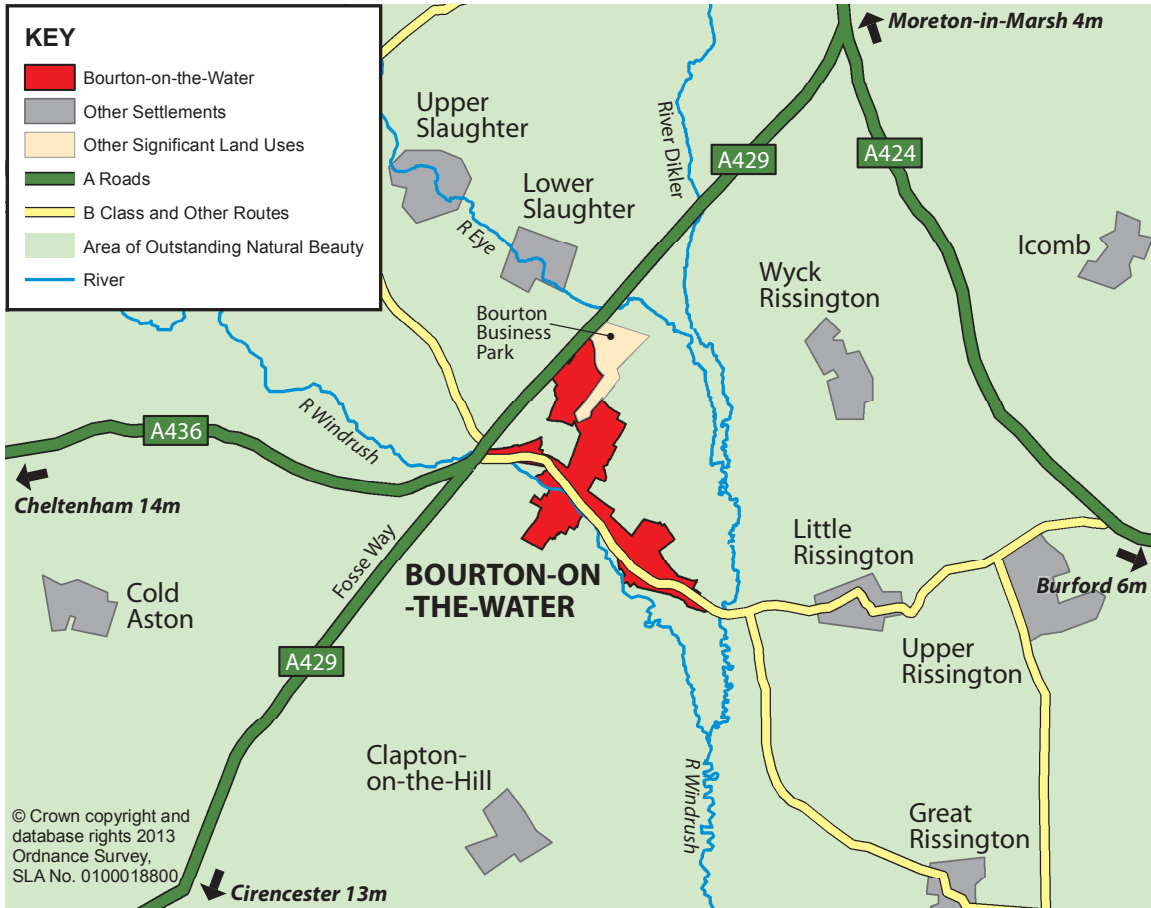 KEY
Bourton-on-the-Water
Other Settlements
Other Significant Land Uses
A Roads
B Class and Other Routes
Area of Outstanding Natural Beauty
River
Moreton-in-Marsh 4m
Upper
Slaughter
River Dikler
A429
A424
Lower
Slaughter
R Eye
Icomb
Wyck
Rissington
Bourton
Business
Park
R Windrush
A436
Cheltenham 14m
Fosse Way
Little
Rissington
BOURTON-ON
-THE-WATER
Burford 6m
Cold
Aston
Upper
Rissington
A429
Clapton-
on-the-Hill
R Windrush
Great
Rissington
© Crown copyright and
database rights 2013
Ordnance Survey,
SLA No. 0100018800
Cirencester 13m